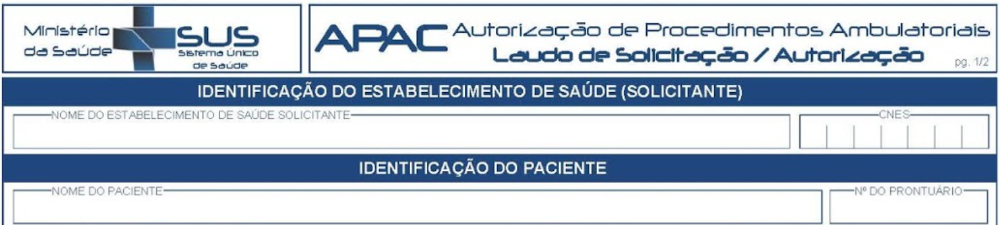 Ministério
da Saúde
SUS
Sistema Único
de Saúde
APAC Autorização de Procedimentos Ambulatoriais
Laudo de Solicitação / Autorização
pg. 1/2
IDENTIFICAÇÃO DO ESTABELECIMENTO DE SAÚDE (SOLICITANTE)
NOME DO ESTABELECIMENTO DE SAÚDE SOLICITANTE
CNES
IDENTIFICAÇÃO DO PACIENTE
NOME DO PACIENTE
Nº DO PRONTUÁRIO